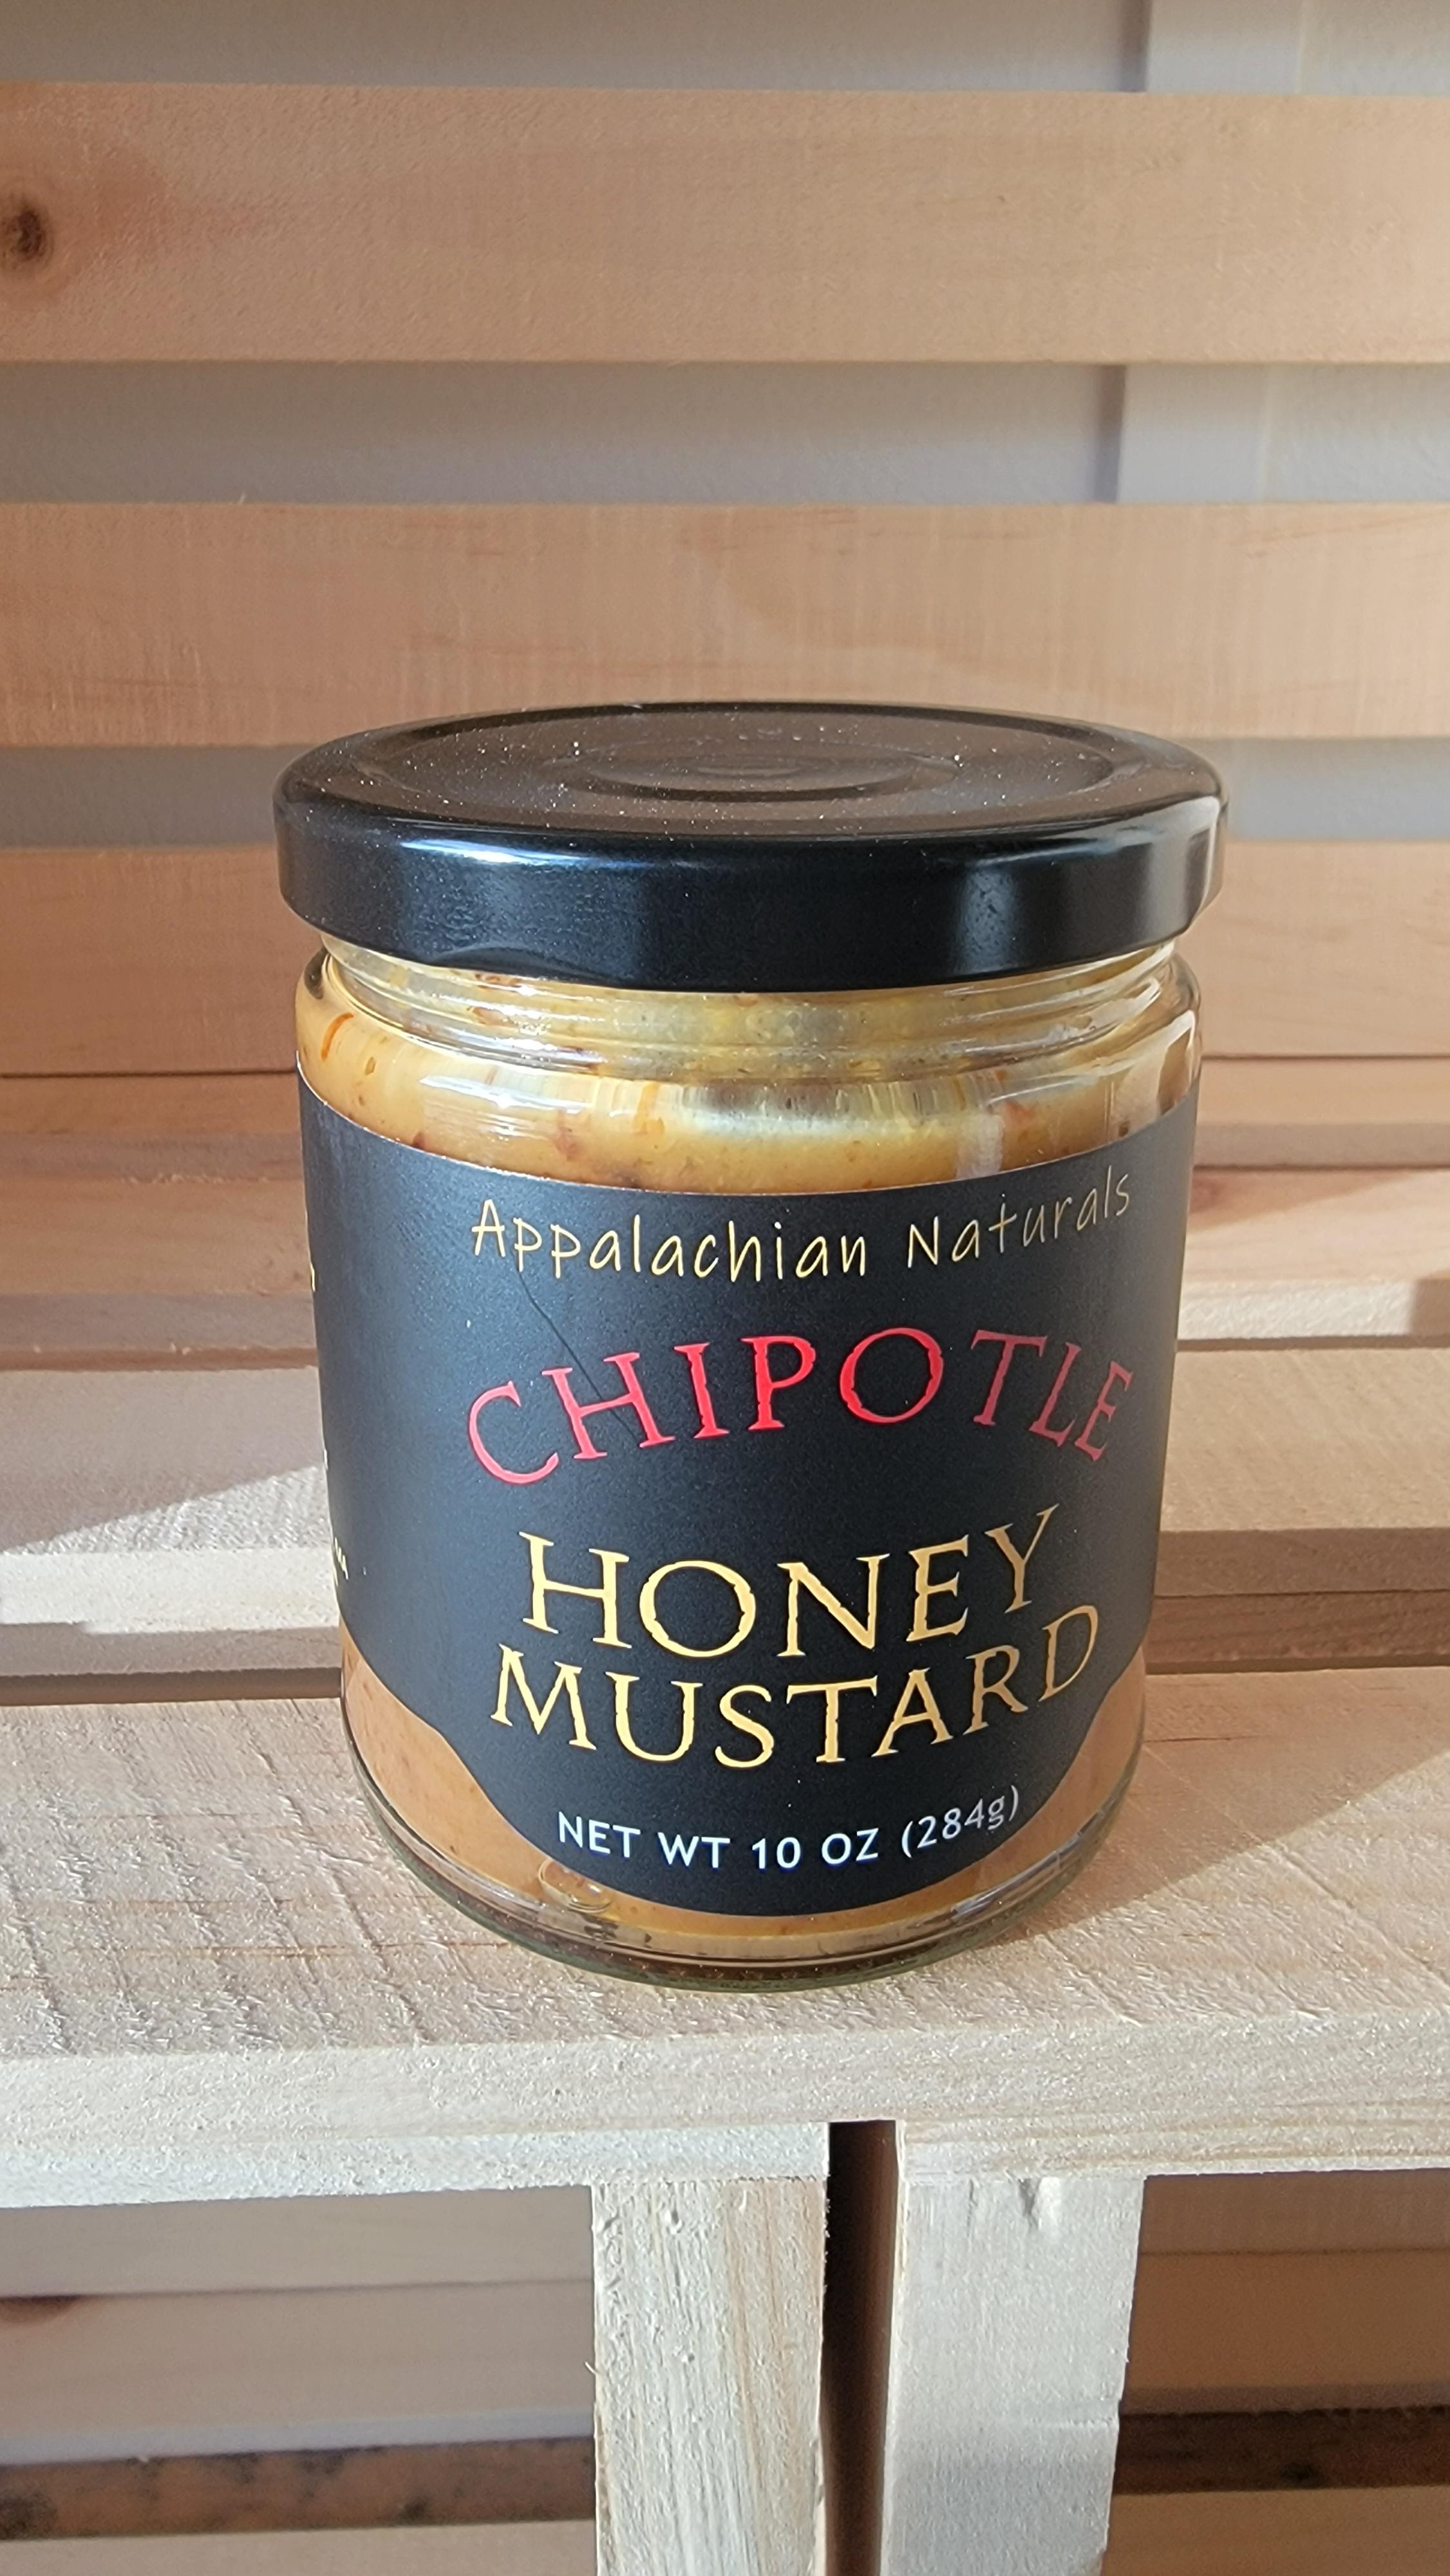 Appalachian Naturals
CHIPOTLE
HONEY
MUSTARD
NET WT 10 OZ (284g)